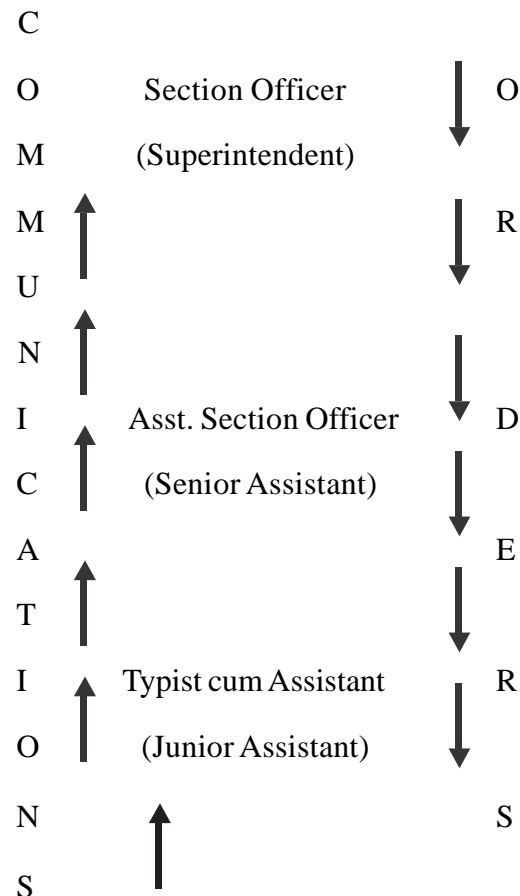 C
O Section Officer O
M (Superintendent)
M R
U
N
I Asst. Section Officer D
C (Senior Assistant)
A E
T
I Typist cum Assistant R
O (Junior Assistant)
N S
S